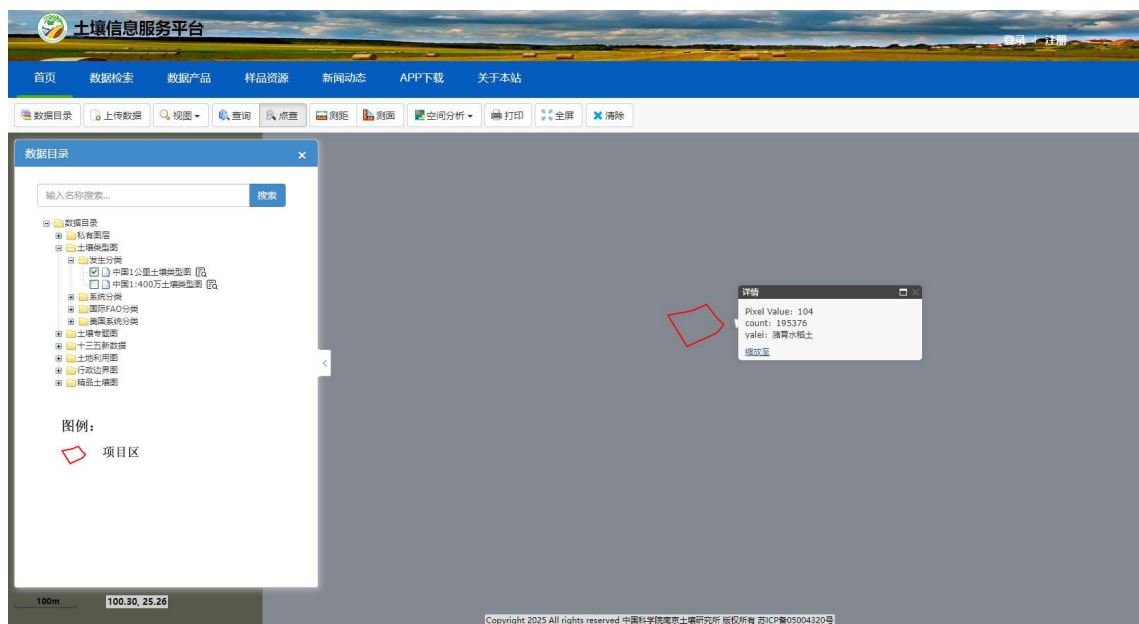 土壤信息服务平台
登录 | 注册
首页 数据检索 数据产品 样品资源 新闻动态 APP下载 关于本站
数据目录 上传数据 视图 查询 点查 测距 测面 空间分析 打印 全屏 清除
数据目录 ×
输入名称搜索... 搜索
数据目录
私有图层
土壤类型图
发生分类
中国1公里土壤类型图
中国1:400万土壤类型图
系统分类
国际FAO分类
美国系统分类
土壤专题图
十三五新数据
土地利用图
行政边界图
精品土壤图
图例：
项目区
详情
Pixel Value: 104
count: 195376
yalei: 潴育水稻土
缩放至
100m 100.30, 25.26
Copyright 2025 All rights reserved 中国科学院南京土壤研究所 版权所有 苏ICP备05004320号